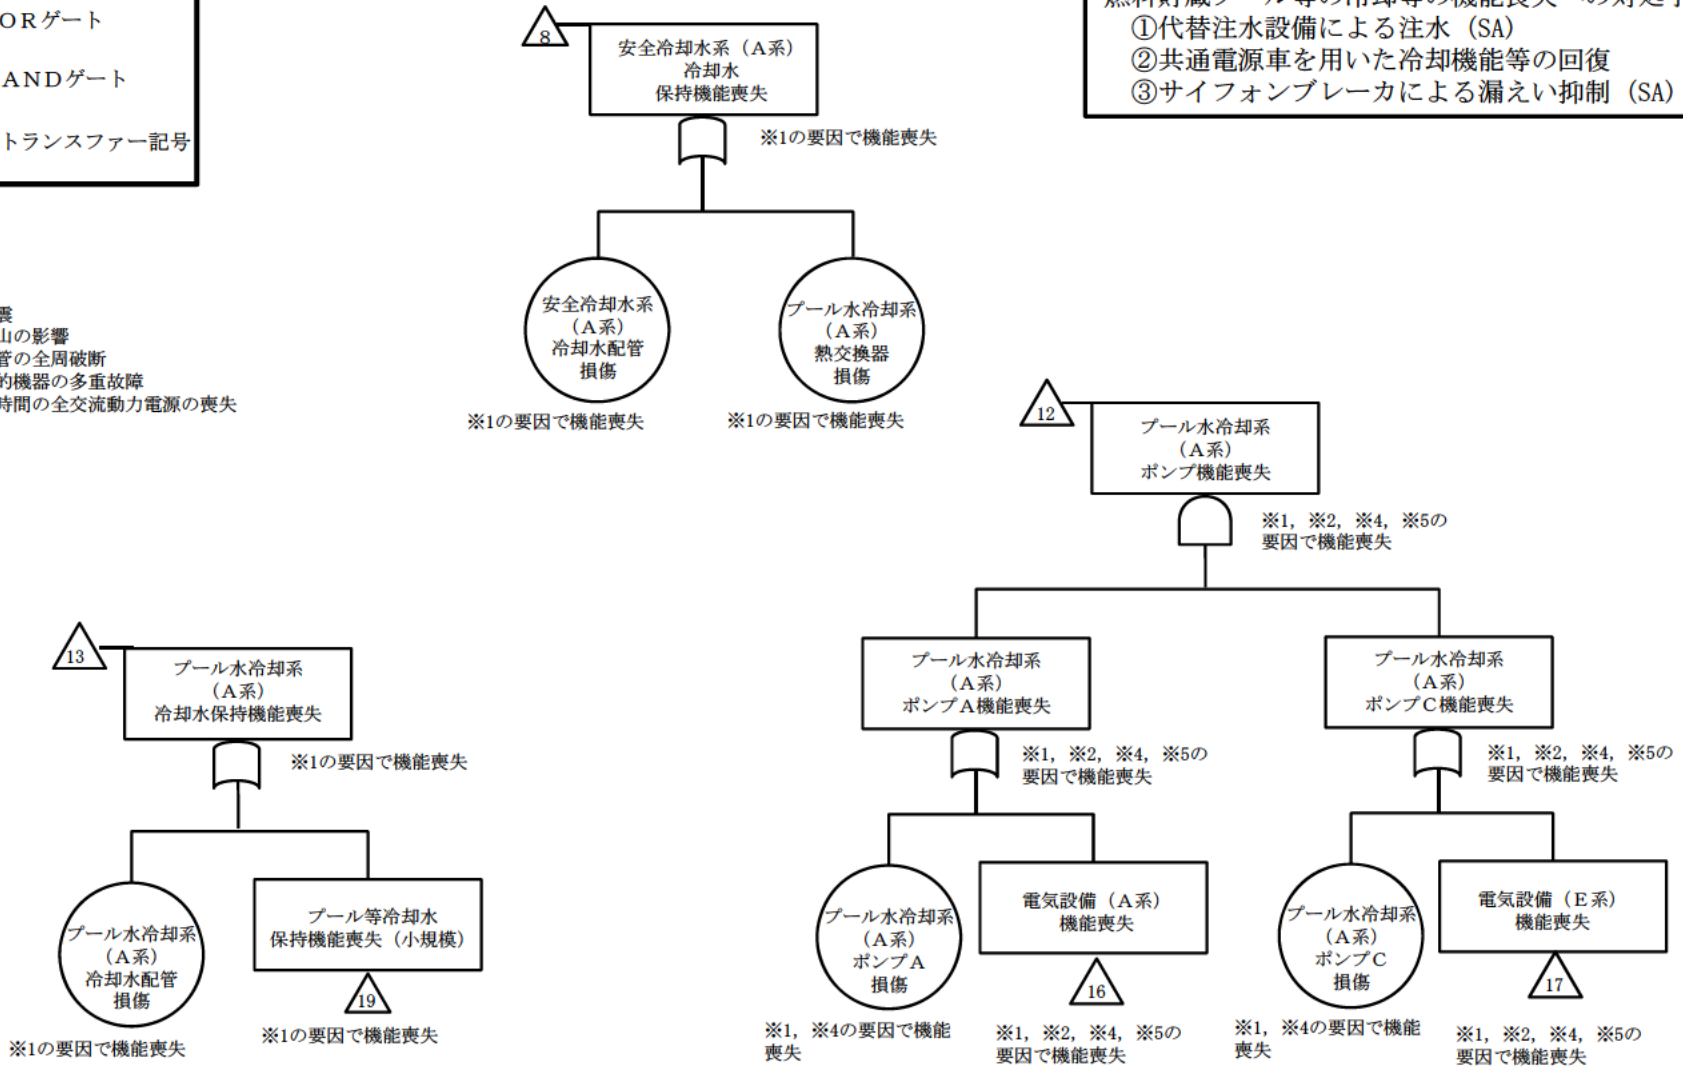 ORゲート
ANDゲート
トランスファー記号
震
山の影響
管の全周破断
的機器の多重故障
時間の全交流動力電源の喪失
8
安全冷却水系（A系）
冷却水
保持機能喪失
※1の要因で機能喪失
安全冷却水系
（A系）
冷却水配管
損傷
※1の要因で機能喪失
プール水冷却系
（A系）
熱交換器
損傷
※1の要因で機能喪失
①代替注水設備による注水（SA）
②共通電源車を用いた冷却機能等の回復
③サイフォンブレーカによる漏えい抑制（SA）
12
プール水冷却系
（A系）
ポンプ機能喪失
※1, ※2, ※4, ※5の
要因で機能喪失
プール水冷却系
（A系）
ポンプA機能喪失
※1, ※2, ※4, ※5の
要因で機能喪失
プール水冷却系
（A系）
ポンプC機能喪失
※1, ※2, ※4, ※5の
要因で機能喪失
プール水冷却系
（A系）
ポンプA
損傷
※1, ※4の要因で機能
喪失
電気設備（A系）
機能喪失
16
※1, ※2, ※4, ※5の
要因で機能喪失
プール水冷却系
（A系）
ポンプC
損傷
※1, ※4の要因で機能
喪失
電気設備（E系）
機能喪失
17
※1, ※2, ※4, ※5の
要因で機能喪失
13
プール水冷却系
（A系）
冷却水保持機能喪失
※1の要因で機能喪失
プール水冷却系
（A系）
冷却水配管
損傷
※1の要因で機能喪失
プール等冷却水
保持機能喪失（小規模）
19
※1の要因で機能喪失